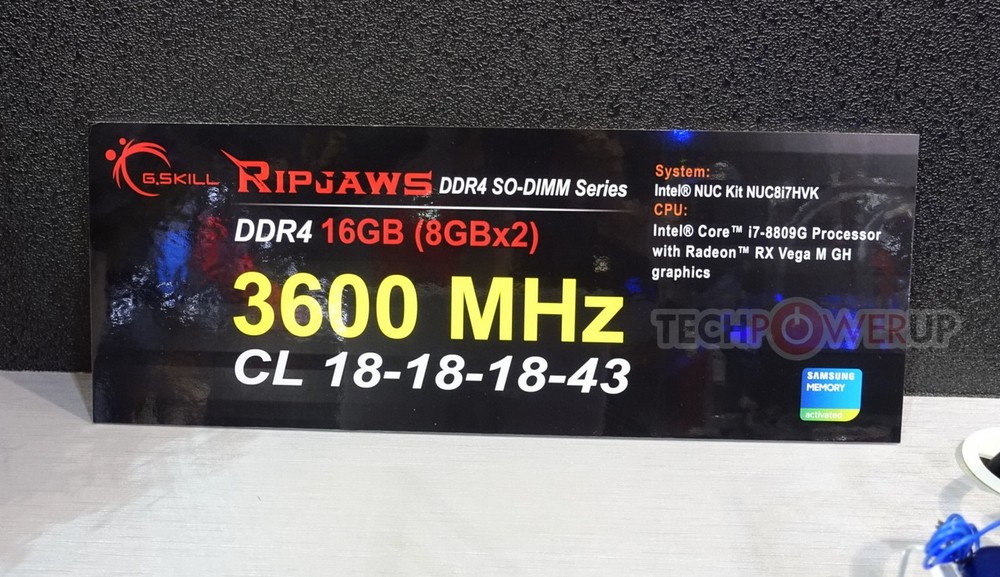 G.SKILL RIPJAWS DDR4 SO-DIMM Series
DDR4 16GB (8GBx2)
3600 MHz
CL 18-18-18-43
System:
Intel® NUC Kit NUC8i7HVK
CPU:
Intel® Core™ i7-8809G Processor
with Radeon™ RX Vega M GH
graphics
TECHPOWERUP
SAMSUNG
MEMORY
activated